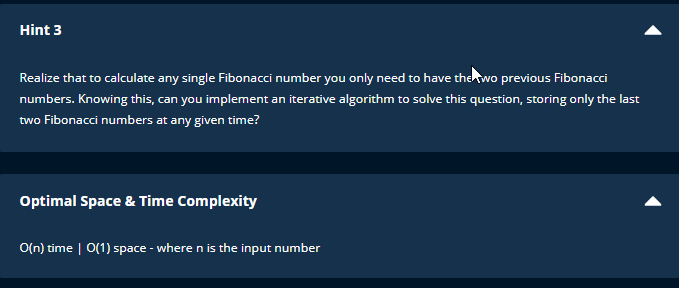 Hint 3
Realize that to calculate any single Fibonacci number you only need to have the two previous Fibonacci
numbers. Knowing this, can you implement an iterative algorithm to solve this question, storing only the last
two Fibonacci numbers at any given time?
Optimal Space & Time Complexity
O(n) time | O(1) space - where n is the input number